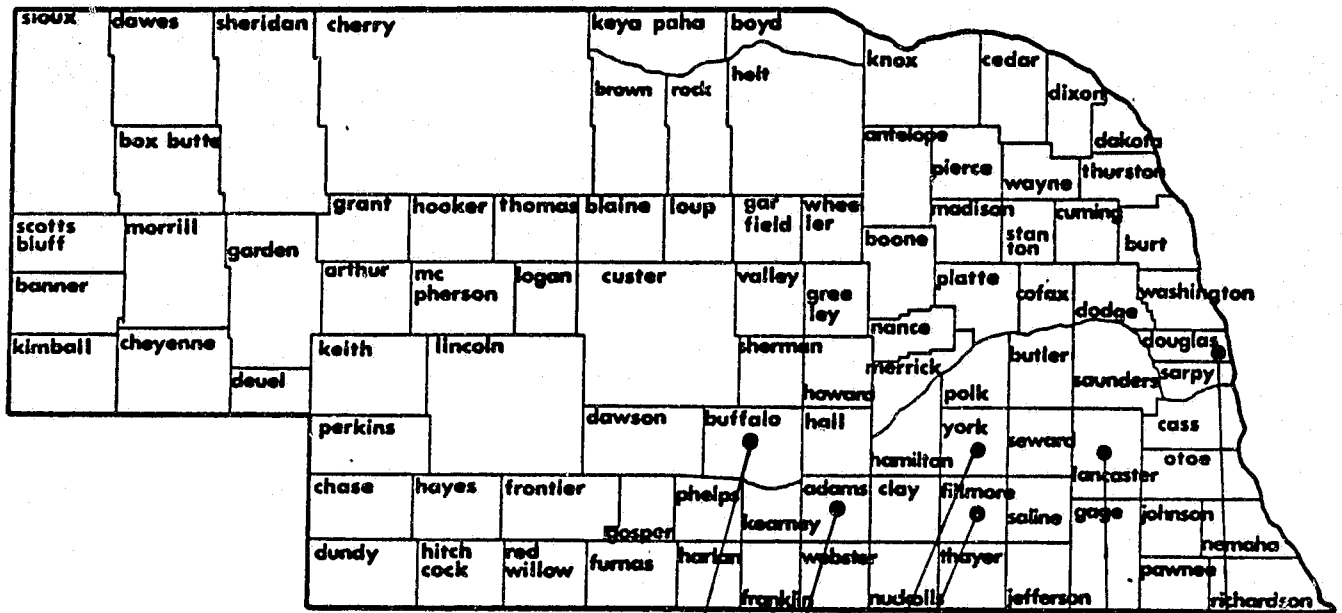 sioux
dawes
sheridan
cherry
keya paha
boyd
knox
cedar
dixon
dakota
brown
rock
holt
box butte
antelope
pierce
wayne
thurston
scotts
bluff
morrill
garden
grant
hooker
thomas
blaine
loup
gar
field
whee
ler
boone
madison
stan
ton
cuming
burt
banner
arthur
mc
pherson
logan
custer
valley
gree
ley
platte
cofax
dodge
washington
nance
kimball
cheyenne
deuel
keith
lincoln
sherman
howard
merrick
polk
butler
saunders
douglas
sarpy
perkins
dawson
buffalo
hall
hamilton
york
seward
lancaster
cass
otoe
chase
hayes
frontier
gosper
phelps
kearney
adams
clay
fillmore
saline
gage
johnson
nemaha
dundy
hitch
cock
red
willow
furnas
harlan
franklin
webster
nuckolls
thayer
jefferson
pawnee
richardson